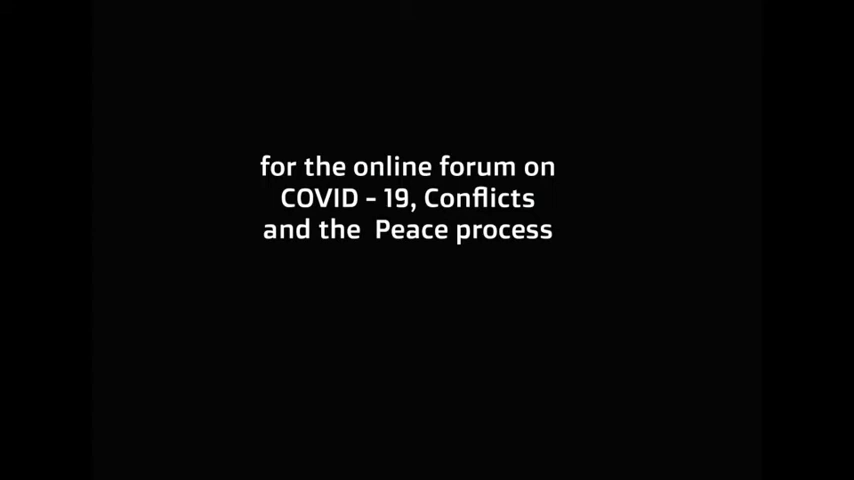 for the online forum on
COVID - 19, Conflicts
and the  Peace process